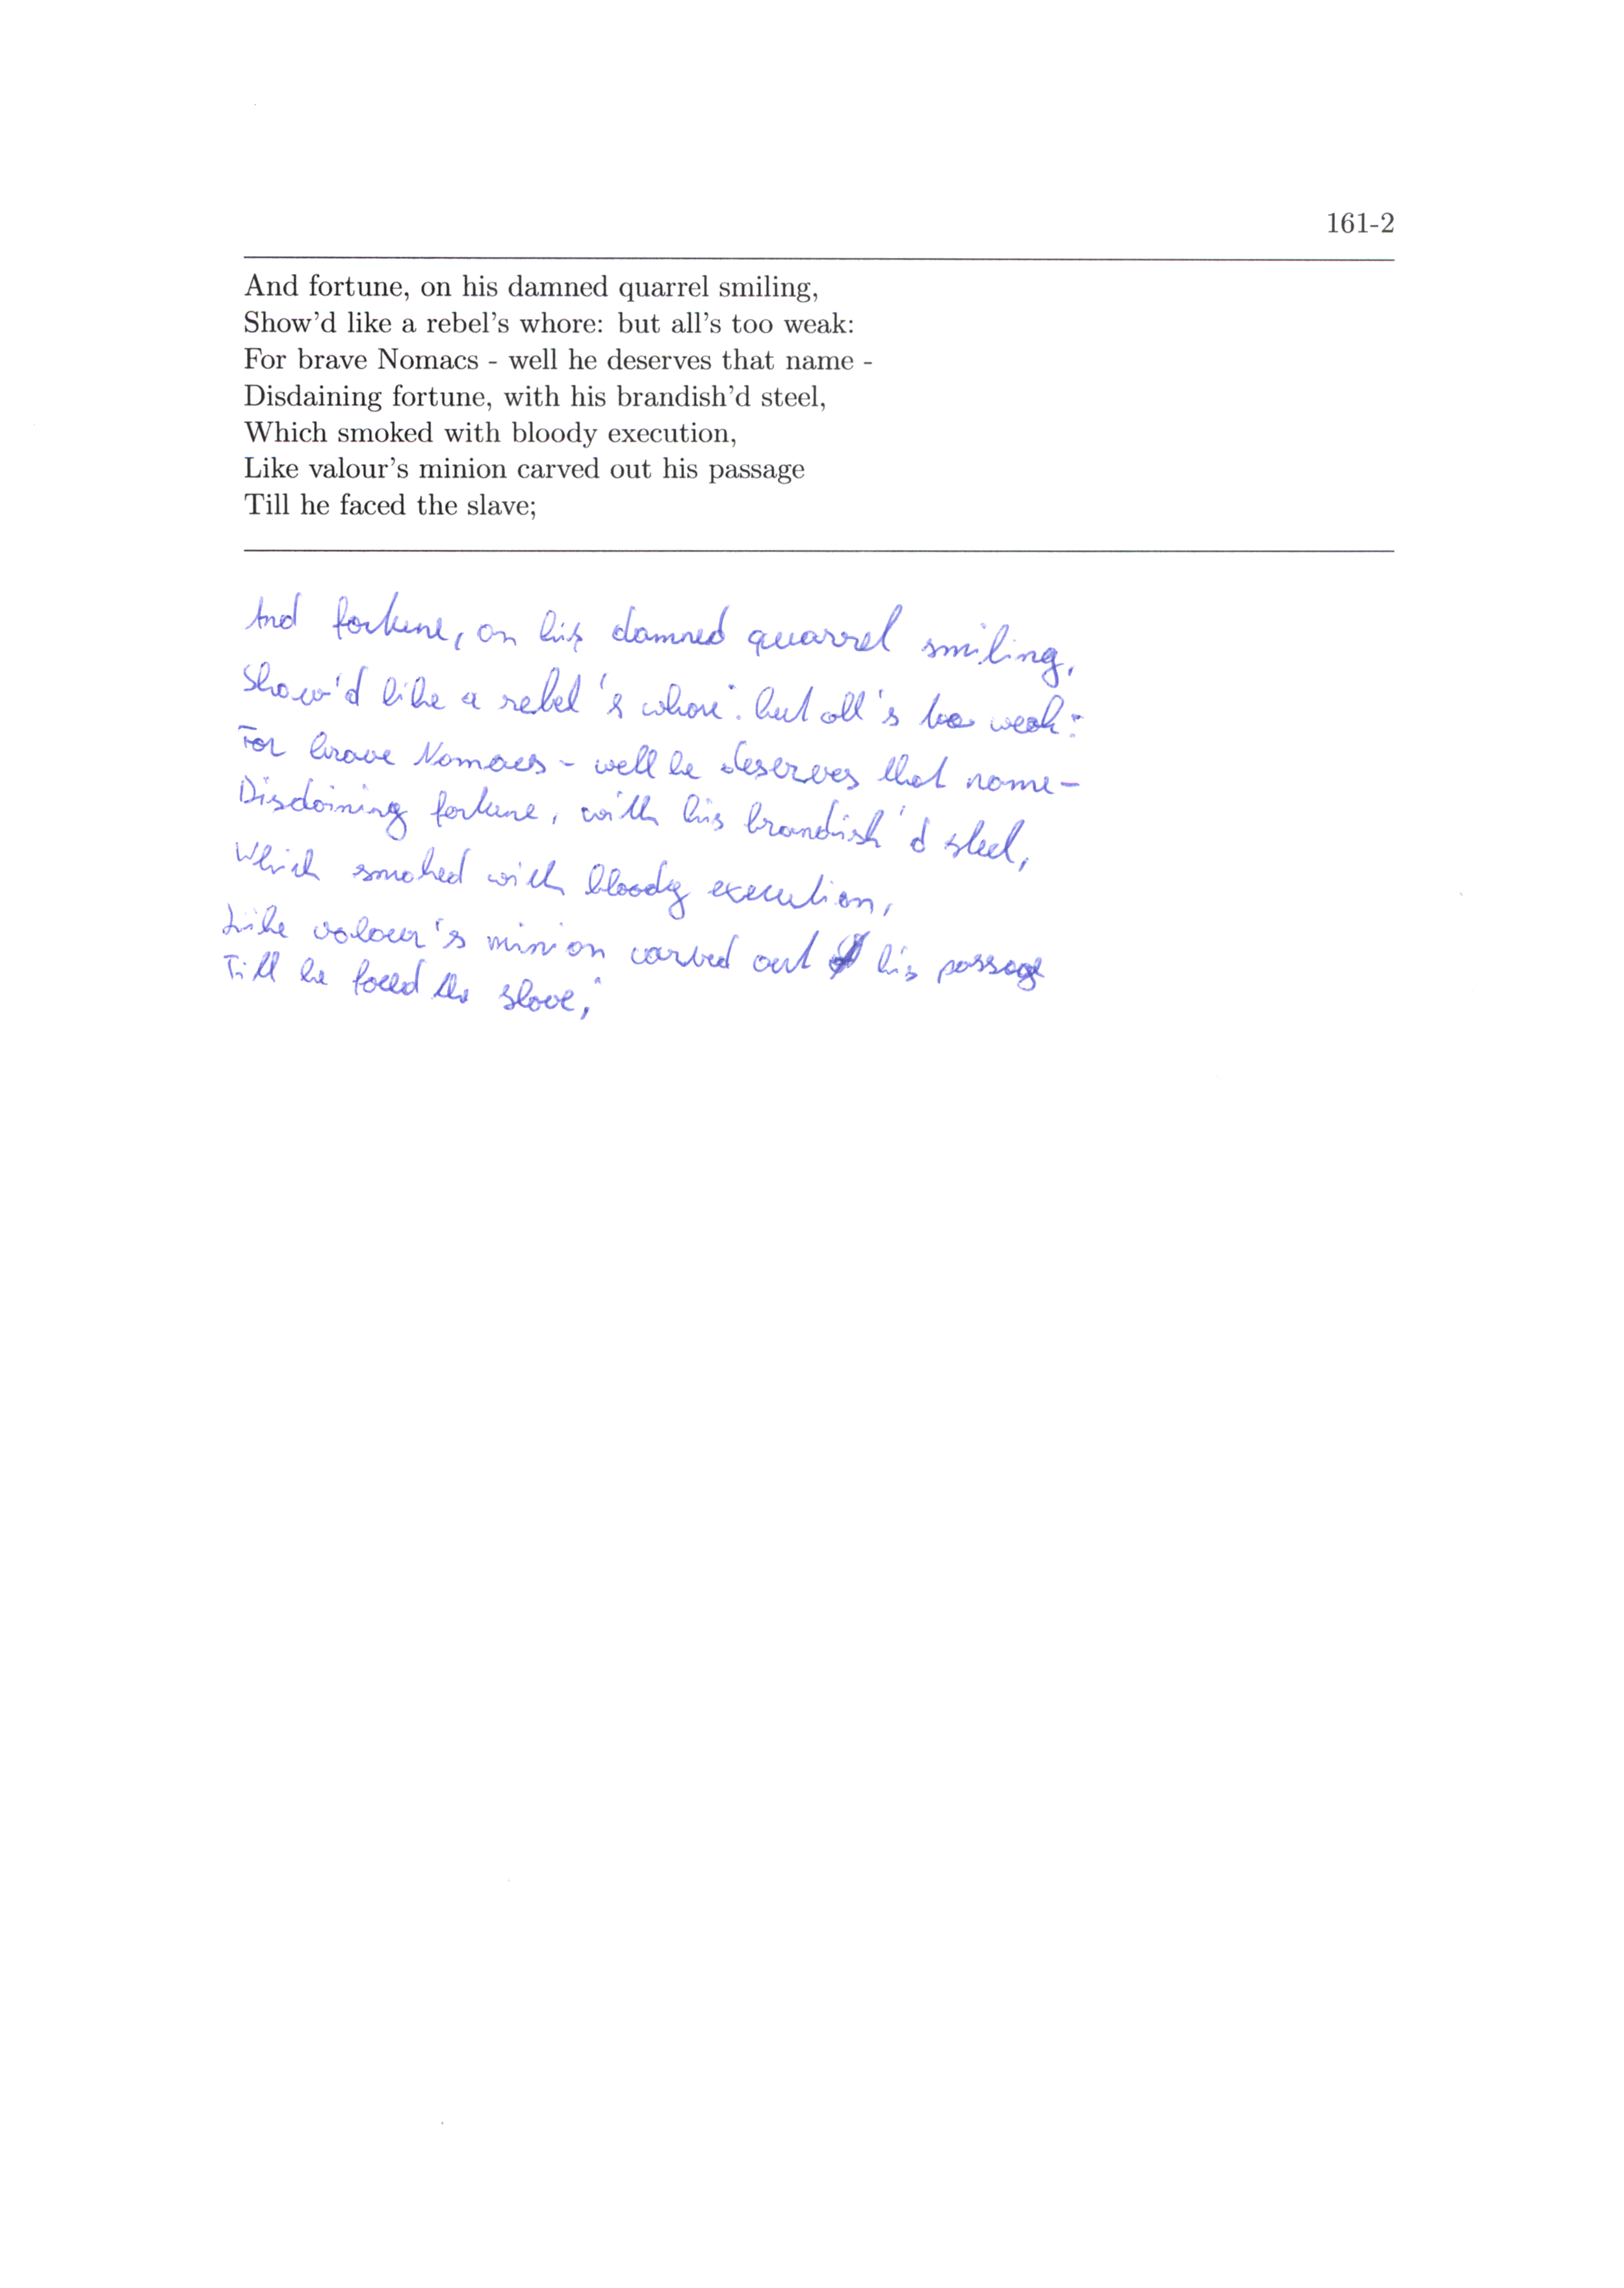 161-2
And fortune, on his damned quarrel smiling,
Show'd like a rebel's whore: but all's too weak:
For brave Nomacs - well he deserves that name -
Disdaining fortune, with his brandish'd steel,
Which smoked with bloody execution,
Like valour's minion carved out his passage
Till he faced the slave;
And fortune, on his damned quarrel smiling,
Show'd like a rebel's whore: but all's too weak:
For brave Nomacs - well he deserves that name -
Disdaining fortune, with his brandish'd steel,
Which smoked with bloody execution,
Like valour's minion carved out his passage
Till he faced the slave;